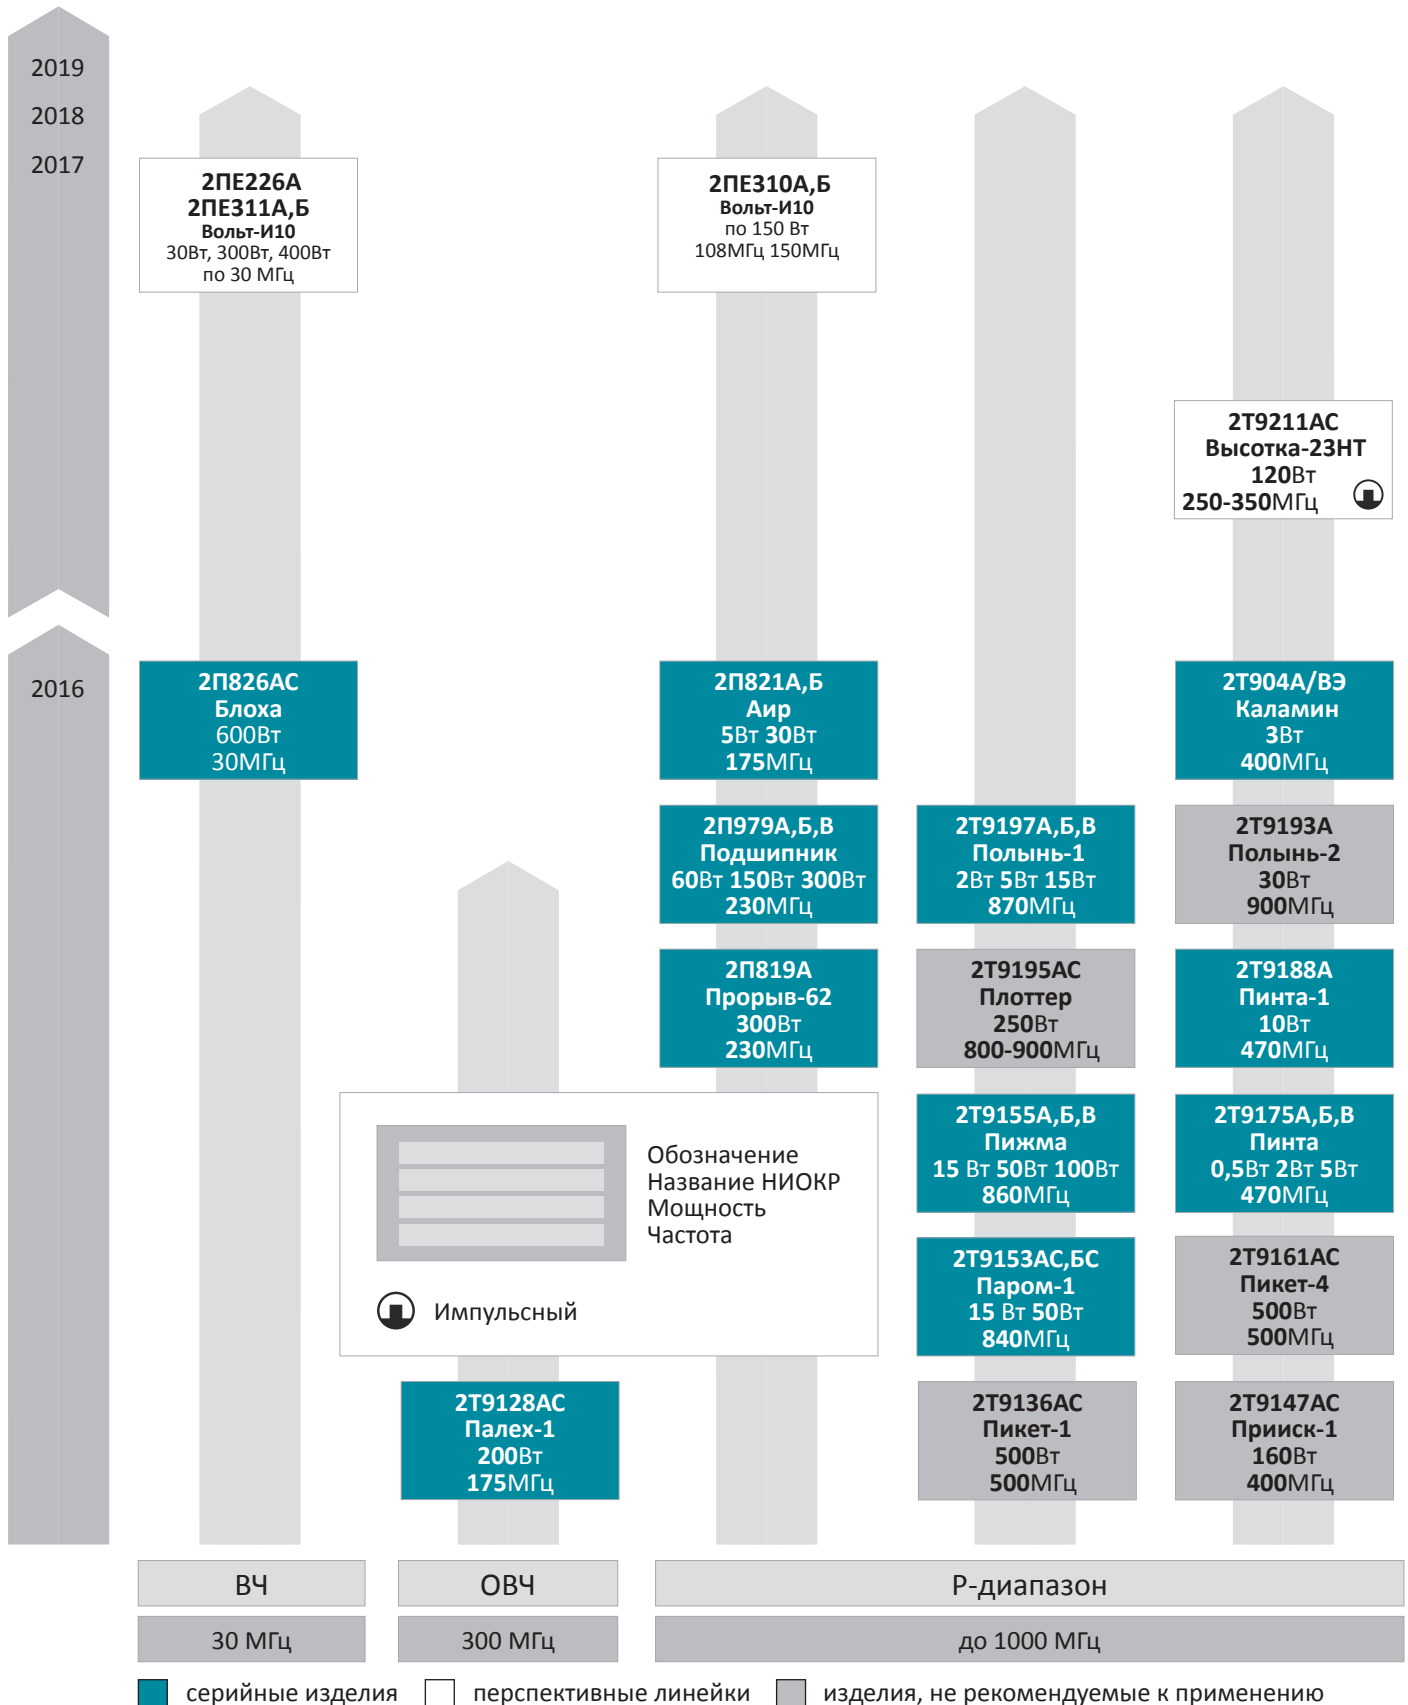 2019
2018
2017
2ПЕ226А
2ПЕ311А,Б
Вольт-И10
30Вт, 300Вт, 400Вт
по 30 МГц
2ПЕ310А,Б
Вольт-И10
по 150 Вт
108МГц 150МГц
2Т9211АС
Высотка-23НТ
120Вт
250-350МГц
2016
2П826АС
Блоха
600Вт
30МГц
2П821А,Б
Аир
5Вт 30Вт
175МГц
2Т904А/ВЭ
Каламин
3Вт
400МГц
2П979А,Б,В
Подшипник
60Вт 150Вт 300Вт
230МГц
2Т9197А,Б,В
Полынь-1
2Вт 5Вт 15Вт
870МГц
2Т9193А
Полынь-2
30Вт
900МГц
2П819А
Прорыв-62
300Вт
230МГц
2Т9195АС
Плоттер
250Вт
800-900МГц
2Т9188А
Пинта-1
10Вт
470МГц
Обозначение
Название НИОКР
Мощность
Частота
Импульсный
2Т9155А,Б,В
Пижма
15 Вт 50Вт 100Вт
860МГц
2Т9175А,Б,В
Пинта
0,5Вт 2Вт 5Вт
470МГц
2Т9153АС,БС
Паром-1
15 Вт 50Вт
840МГц
2Т9161АС
Пикет-4
500Вт
500МГц
2Т9128АС
Палех-1
200Вт
175МГц
2Т9136АС
Пикет-1
500Вт
500МГц
2Т9147АС
Прииск-1
160Вт
400МГц
ВЧ
ОВЧ
Р-диапазон
30 МГц
300 МГц
до 1000 МГц
серийные изделия
перспективные линейки
изделия, не рекомендуемые к применению